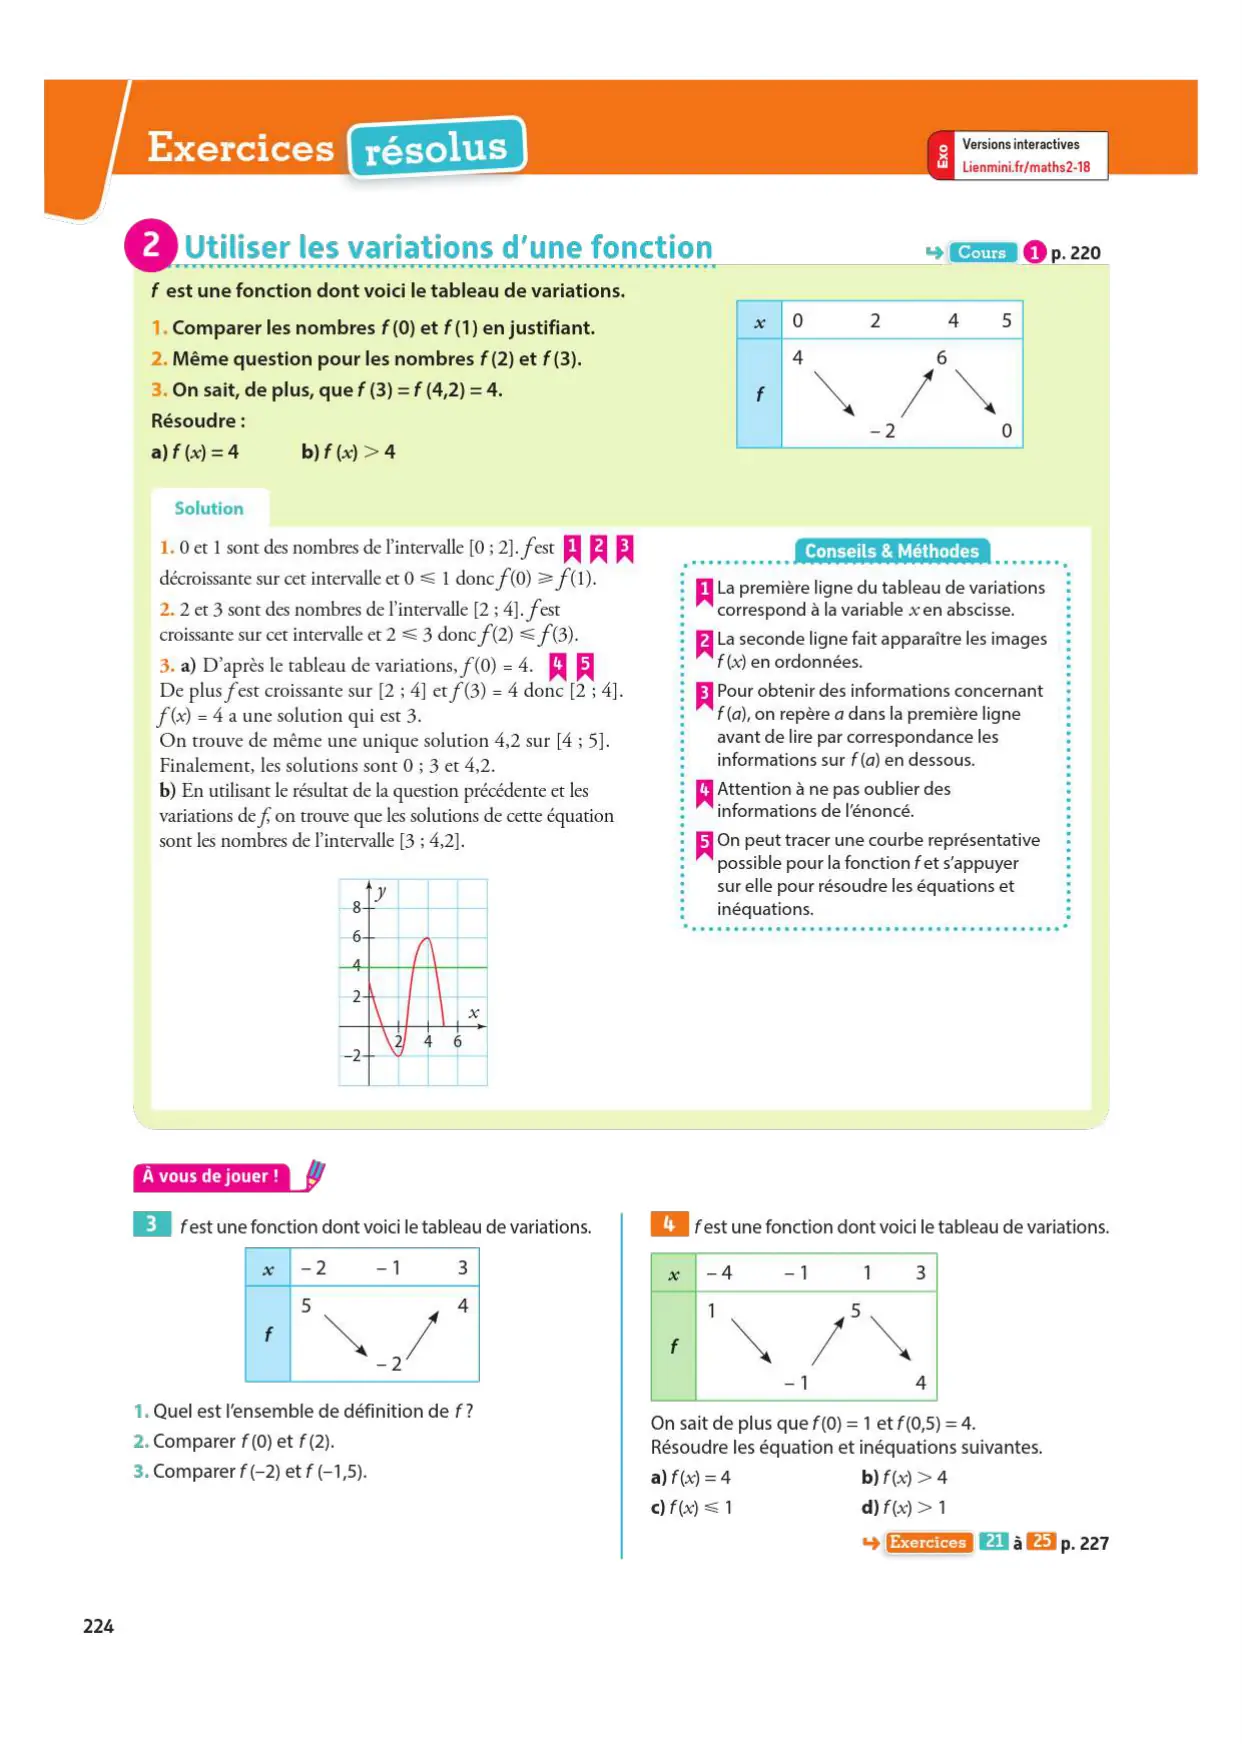 Exercices résolus
Exo
Versions interactives
Lienmini.fr/maths2-18
2 Utiliser les variations d’une fonction
Cours 1 p. 220
f est une fonction dont voici le tableau de variations.
1. Comparer les nombres f (0) et f (1) en justifiant.
2. Même question pour les nombres f (2) et f (3).
3. On sait, de plus, que f (3) = f (4,2) = 4.
Résoudre :
a) f (x) = 4 b) f (x) > 4
x 0 2 4 5
4 6
f
– 2 0
Solution
1. 0 et 1 sont des nombres de l’intervalle [0 ; 2]. f est 1 2 3
décroissante sur cet intervalle et 0 ⩽ 1 donc f (0) ⩾ f (1).
2. 2 et 3 sont des nombres de l’intervalle [2 ; 4]. f est
croissante sur cet intervalle et 2 ⩽ 3 donc f (2) ⩽ f (3).
3. a) D’après le tableau de variations, f (0) = 4. 4 5
De plus f est croissante sur [2 ; 4] et f (3) = 4 donc [2 ; 4].
f (x) = 4 a une solution qui est 3.
On trouve de même une unique solution 4,2 sur [4 ; 5].
Finalement, les solutions sont 0 ; 3 et 4,2.
b) En utilisant le résultat de la question précédente et les
variations de f, on trouve que les solutions de cette équation
sont les nombres de l’intervalle [3 ; 4,2].
y
8
6
4
2
x
2 4 6
–2
Conseils & Méthodes
1 La première ligne du tableau de variations
correspond à la variable x en abscisse.
2 La seconde ligne fait apparaître les images
f (x) en ordonnées.
3 Pour obtenir des informations concernant
f (a), on repère a dans la première ligne
avant de lire par correspondance les
informations sur f (a) en dessous.
4 Attention à ne pas oublier des
informations de l’énoncé.
5 On peut tracer une courbe représentative
possible pour la fonction f et s’appuyer
sur elle pour résoudre les équations et
inéquations.
À vous de jouer !
3 f est une fonction dont voici le tableau de variations.
x – 2 – 1 3
5 4
f
– 2
1. Quel est l’ensemble de définition de f ?
2. Comparer f (0) et f (2).
3. Comparer f (–2) et f (–1,5).
4 f est une fonction dont voici le tableau de variations.
x – 4 – 1 1 3
1 5
f
– 1 4
On sait de plus que f (0) = 1 et f (0,5) = 4.
Résoudre les équation et inéquations suivantes.
a) f (x) = 4 b) f (x) > 4
c) f (x) ⩽ 1 d) f (x) > 1
Exercices 21 à 25 p. 227
224